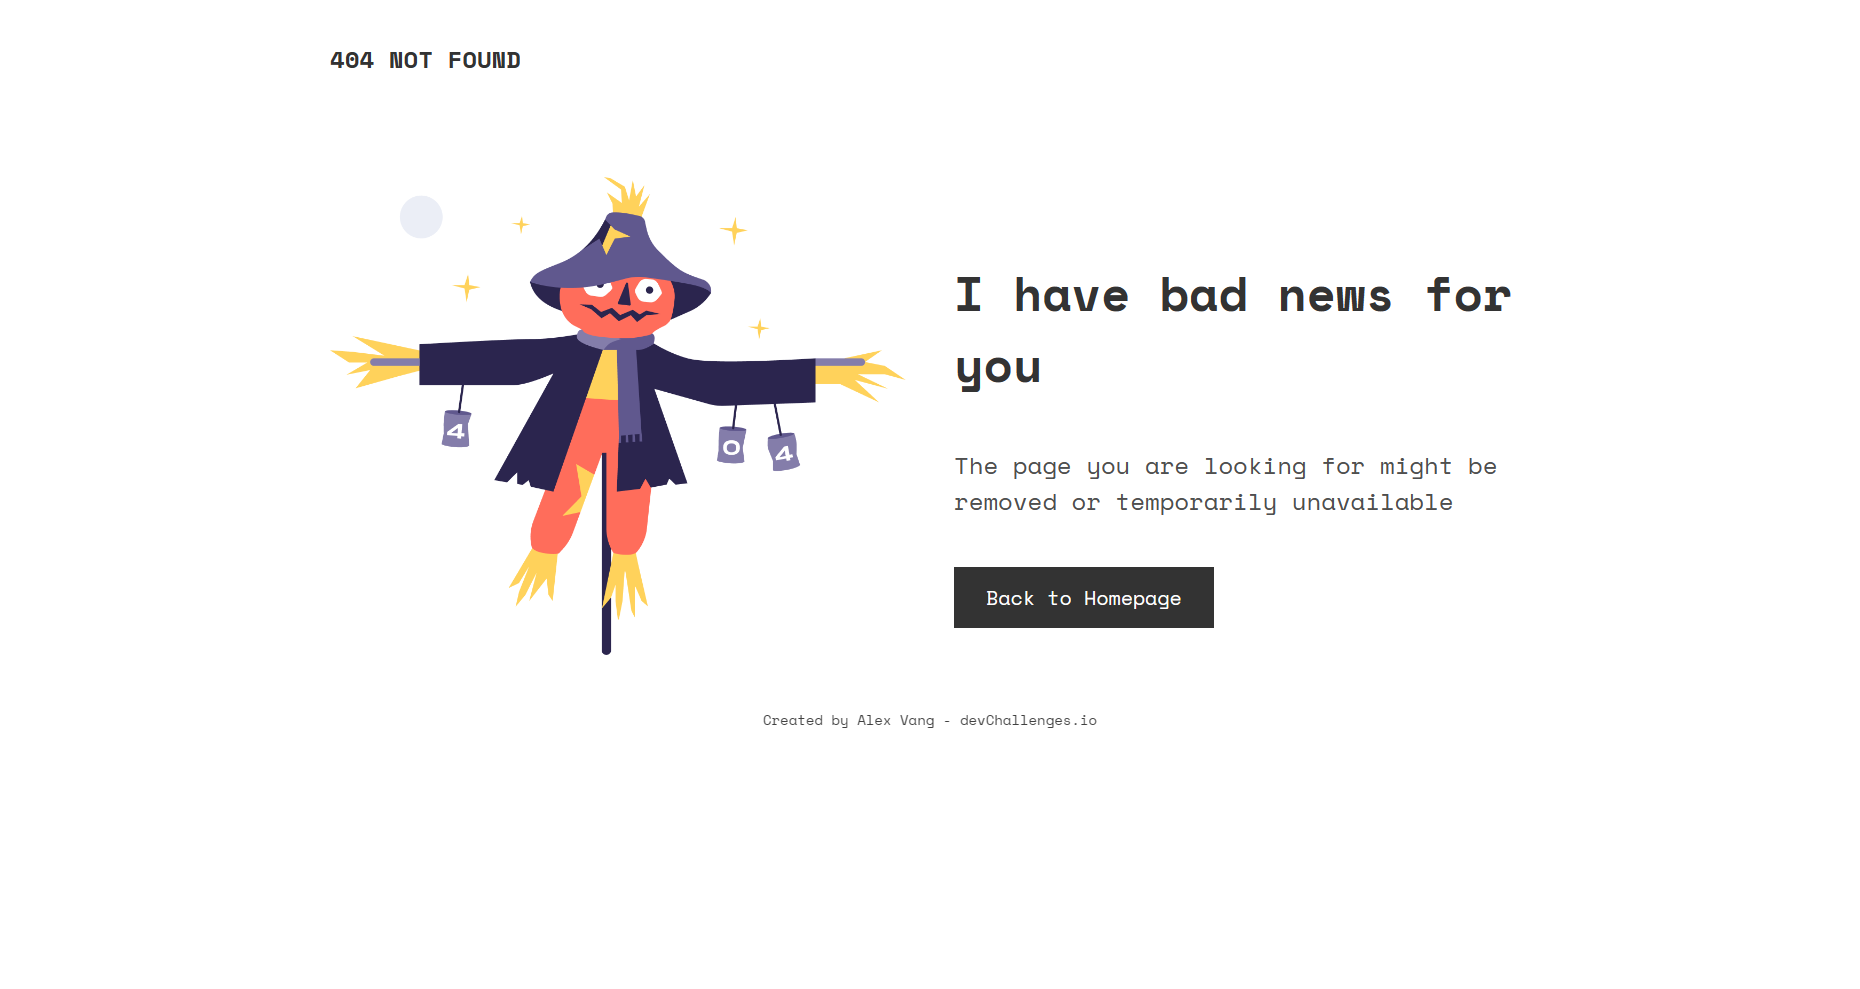 404 NOT FOUND
I have bad news for
you
The page you are looking for might be
removed or temporarily unavailable
Back to Homepage
4
0
4
Created by Alex Vang - devChallenges.io